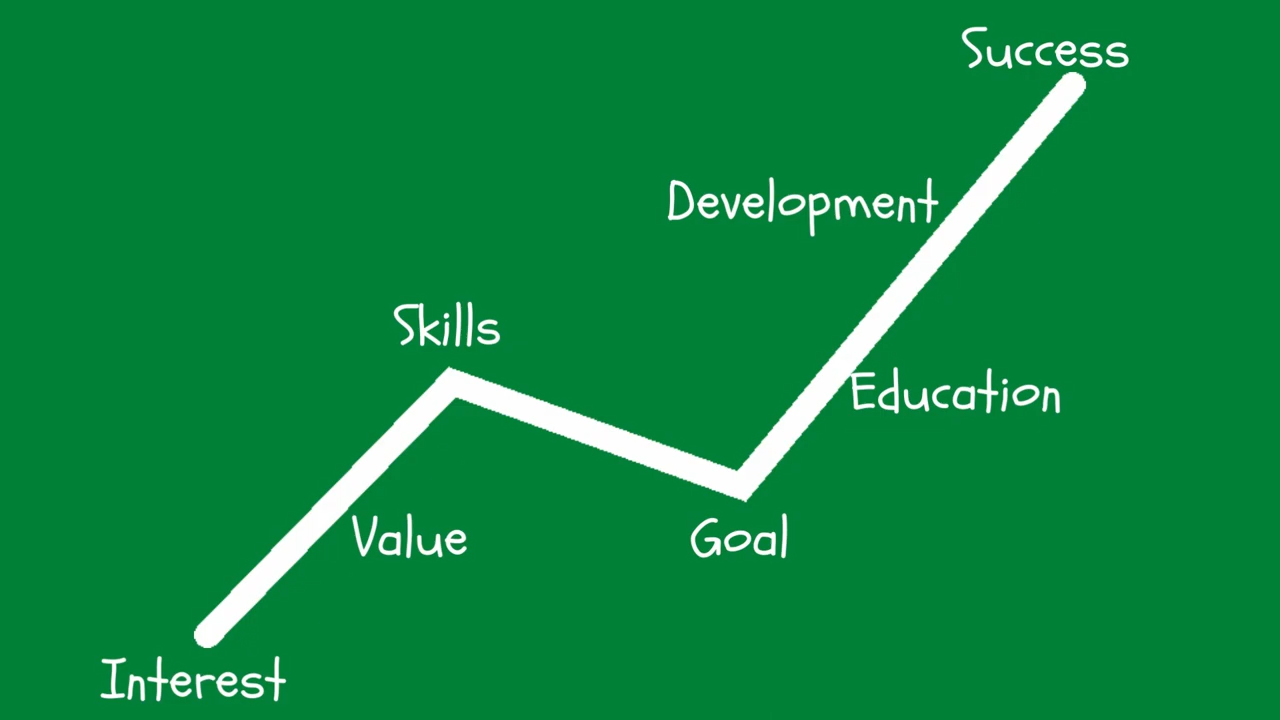 Success
Development
Skills
Education
Value
Goal
Interest